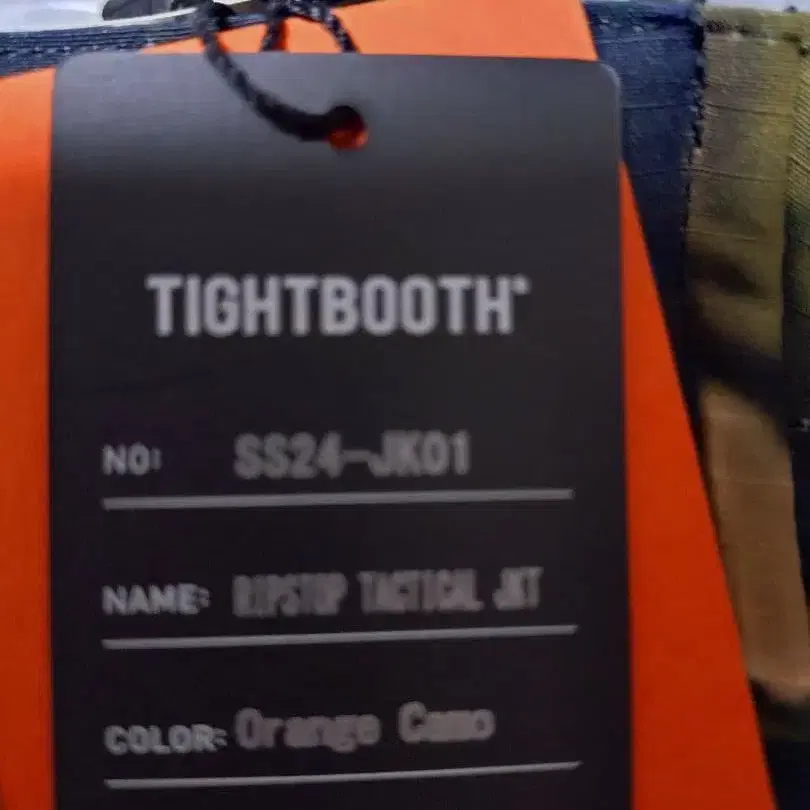 TIGHTBOOTH
NO: SS24-JK01
NAME: RIPSTOP TACTICAL JKT
COLOR: Orange Camo